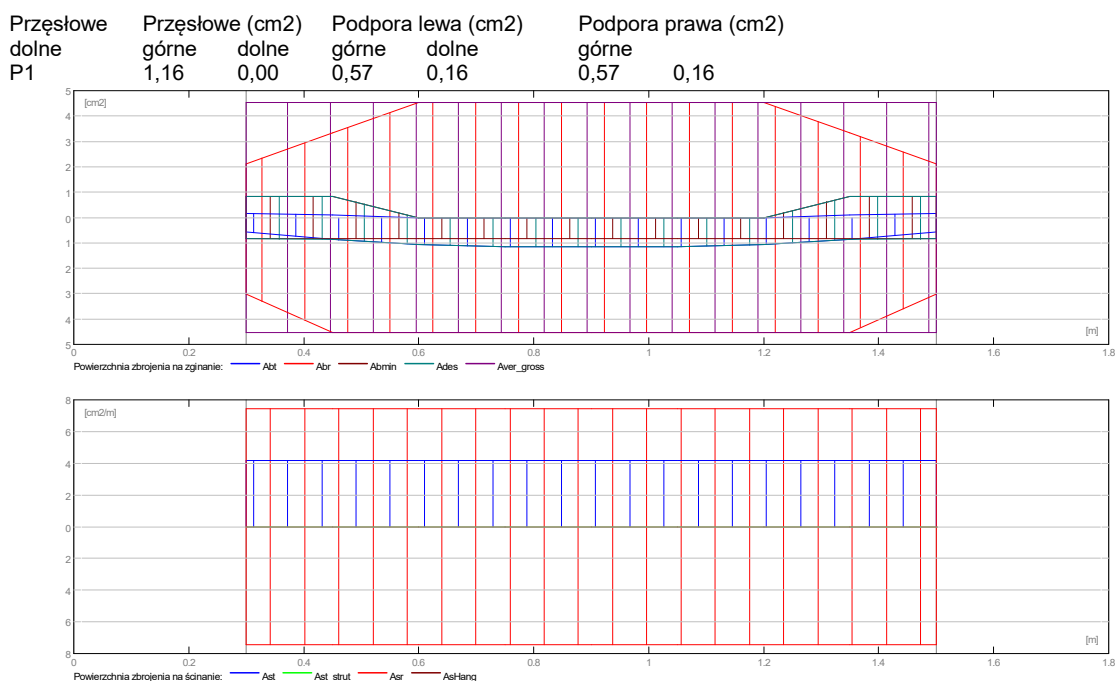 Przęsłowe Przęsłowe (cm2) Podpora lewa (cm2) Podpora prawa (cm2)
dolne górne dolne górne dolne górne
P1 1,16 0,00 0,57 0,16 0,57 0,16
5
[cm2]
4
3
2
1
0
1
2
3
4
[m]
5
0 0.2 0.4 0.6 0.8 1 1.2 1.4 1.6 1.8
Powierzchnia zbrojenia na zginanie: Abt Abr Abmin Ades Aver_gross
8
[cm2/m]
6
4
2
0
2
4
6
[m]
8
0 0.2 0.4 0.6 0.8 1 1.2 1.4 1.6 1.8
Powierzchnia zbrojenia na ścinanie: Ast Ast_strut Asr AsHang